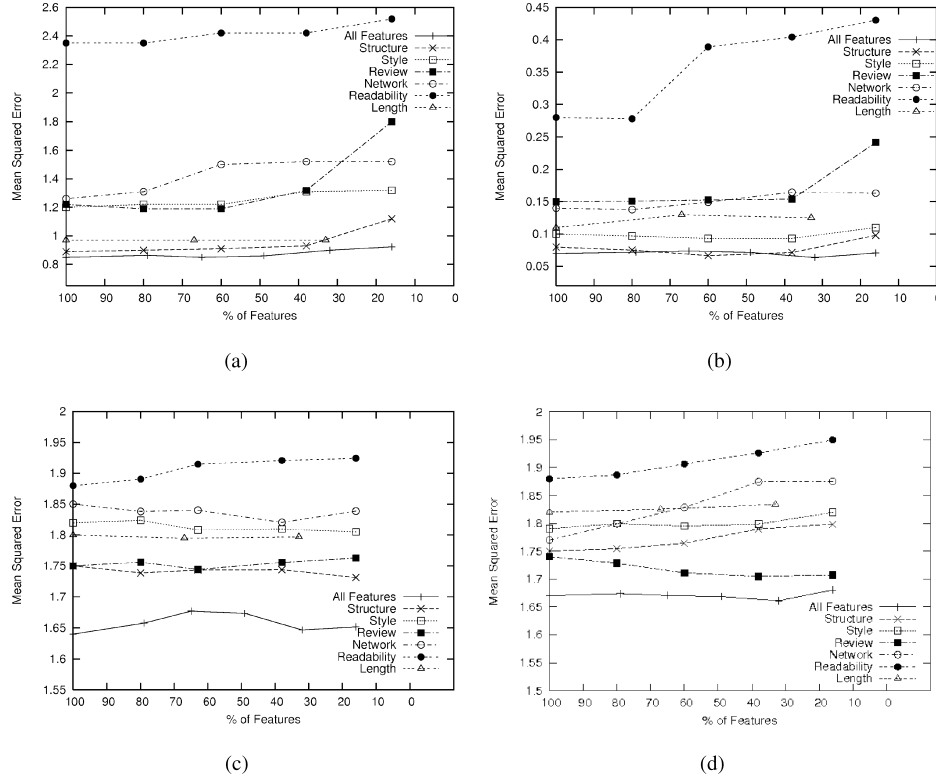 2.6
2.4
2.2
2
1.8
1.6
1.4
1.2
1
0.8
Mean Squared Error
All Features
Structure
Style
Review
Network
Readability
Length
100 90 80 70 60 50 40 30 20 10 0
% of Features
(a)
0.45
0.4
0.35
0.3
0.25
0.2
0.15
0.1
0.05
Mean Squared Error
All Features
Structure
Style
Review
Network
Readability
Length
100 90 80 70 60 50 40 30 20 10 0
% of Features
(b)
2
1.95
1.9
1.85
1.8
1.75
1.7
1.65
1.6
1.55
Mean Squared Error
All Features
Structure
Style
Review
Network
Readability
Length
100 90 80 70 60 50 40 30 20 10 0
% of Features
(c)
2
1.95
1.9
1.85
1.8
1.75
1.7
1.65
1.6
1.55
1.5
Mean Squared Error
All Features
Structure
Style
Review
Network
Readability
Length
100 90 80 70 60 50 40 30 20 10 0
% of Features
(d)